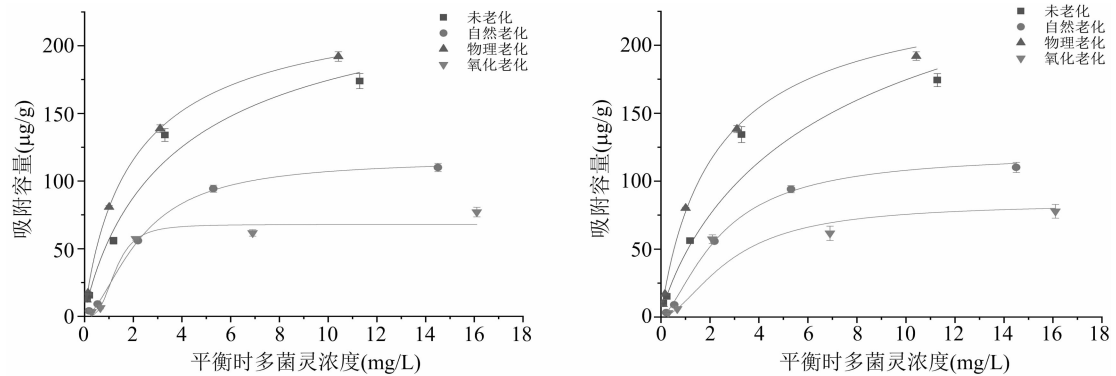 未老化
自然老化
物理老化
氧化老化
200
150
100
50
0
吸附容量(μg/g)
0 2 4 6 8 10 12 14 16 18
平衡时多菌灵浓度(mg/L)
未老化
自然老化
物理老化
氧化老化
200
150
100
50
0
吸附容量(μg/g)
0 2 4 6 8 10 12 14 16 18
平衡时多菌灵浓度(mg/L)